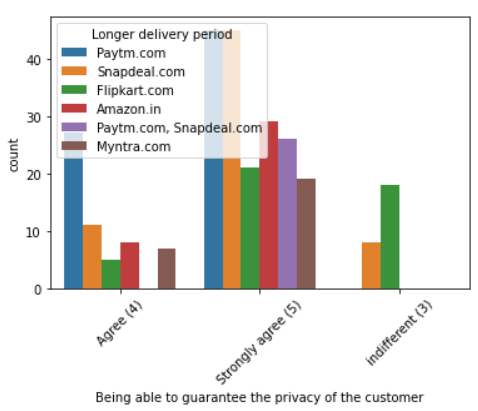 Longer delivery period
Paytm.com
Snapdeal.com
Flipkart.com
Amazon.in
Paytm.com, Snapdeal.com
Myntra.com
40
30
20
10
0
count
Agree (4)
Strongly agree (5)
indifferent (3)
Being able to guarantee the privacy of the customer